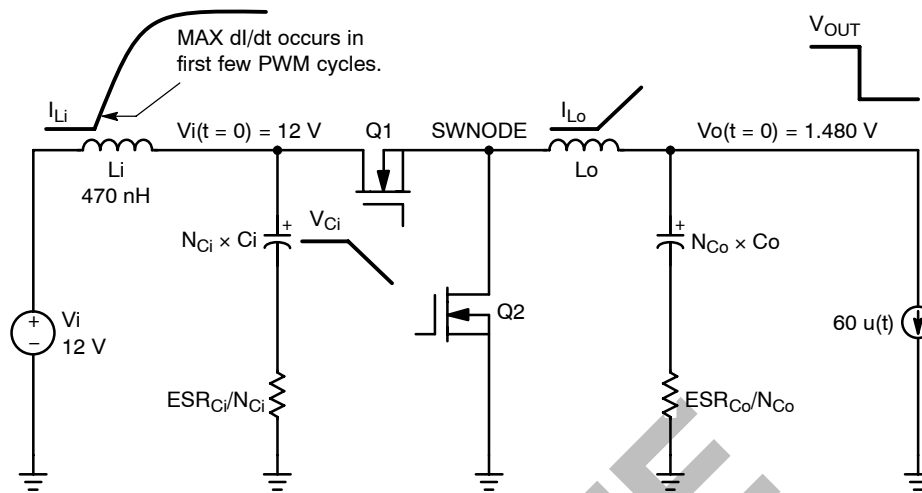 MAX dI/dt occurs in
first few PWM cycles.
V_OUT
I_Li
Vi(t = 0) = 12 V
Q1
SWNODE
I_Lo
Vo(t = 0) = 1.480 V
Li
470 nH
Lo
V_Ci
N_Ci × Ci
+
N_Co × Co
+
Q2
+
−
Vi
12 V
60 u(t)
ESR_Ci/N_Ci
ESR_Co/N_Co